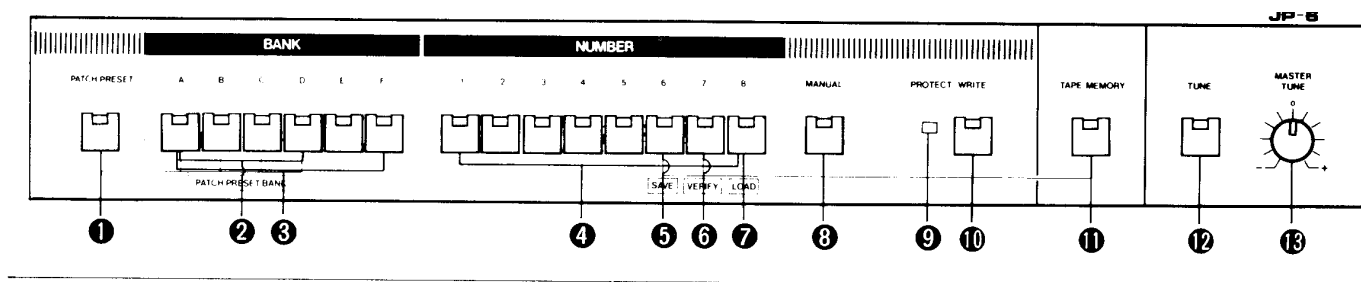 JP-6
BANK NUMBER
PATCH PRESET A B C D E F 1 2 3 4 5 6 7 8 MANUAL PROTECT WRITE TAPE MEMORY TUNE MASTER TUNE
0
PATCH PRESET BANK SAVE VERIFY LOAD - +
1 2 3 4 5 6 7 8 9 10 11 12 13